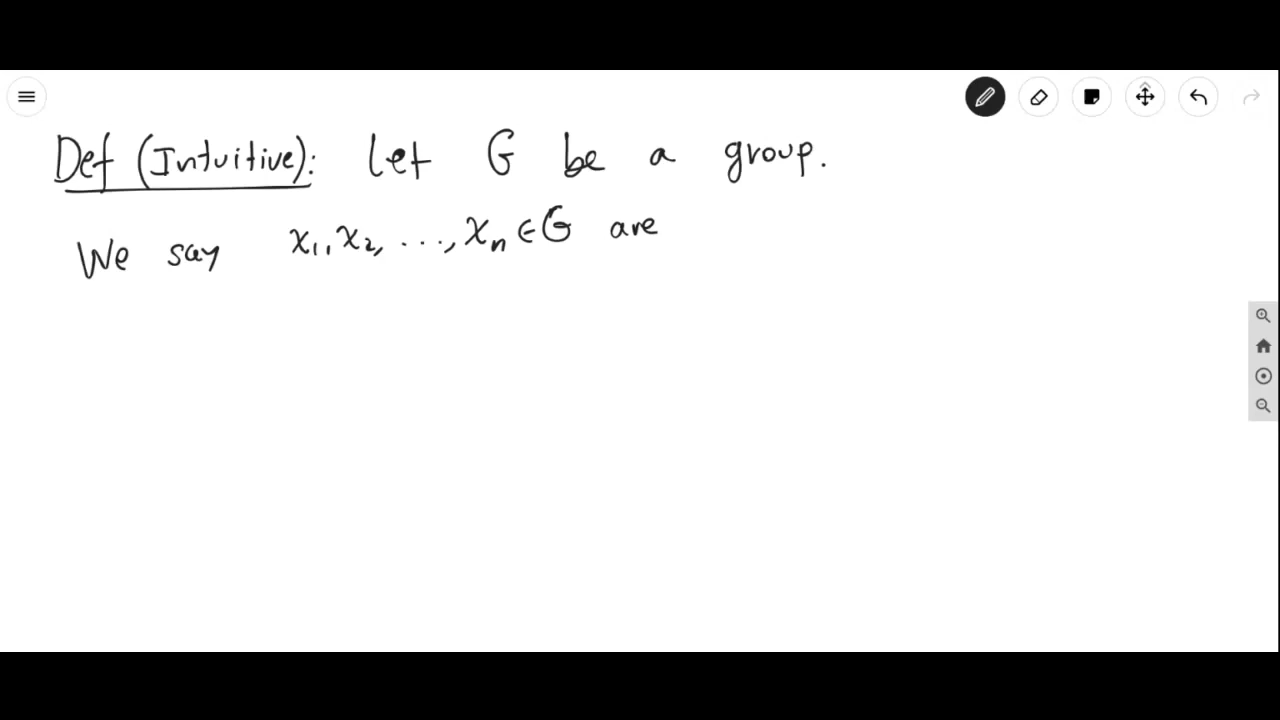 Def (Intuitive): Let G be a group.
We say x₁, x₂, ..., xₙ ∈ G are